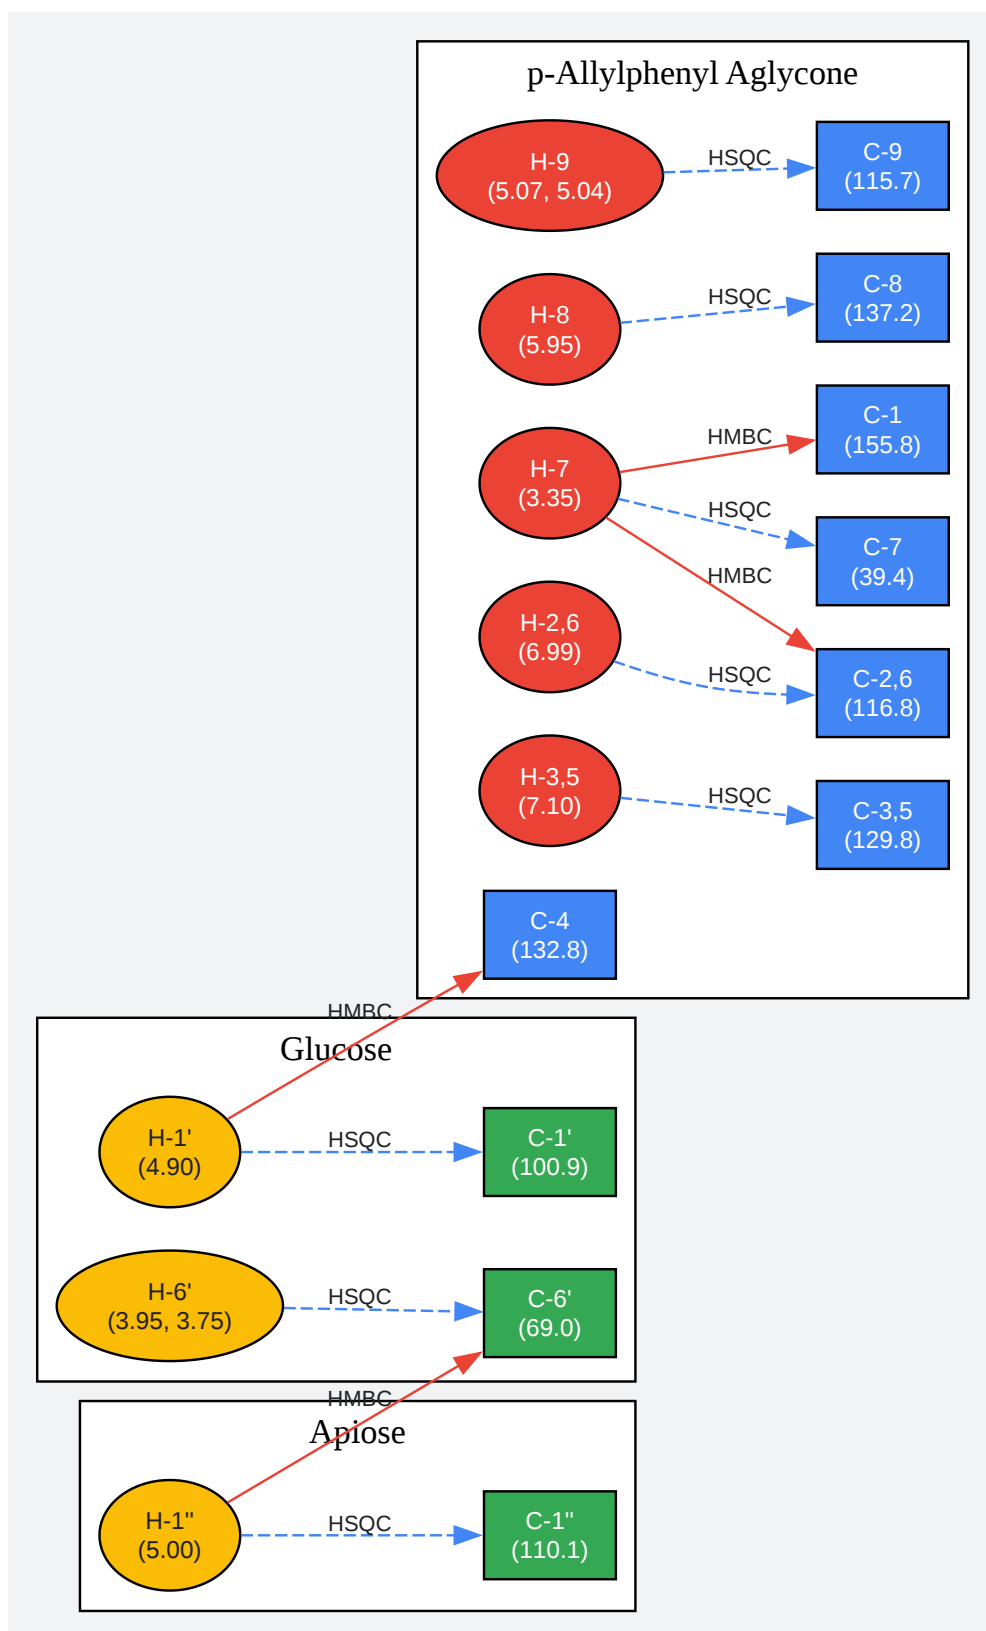 p-Allylphenyl Aglycone
H-9
(5.07, 5.04)
HSQC
C-9
(115.7)
H-8
(5.95)
HSQC
C-8
(137.2)
H-7
(3.35)
HMBC
C-1
(155.8)
HSQC
C-7
(39.4)
HMBC
H-2,6
(6.99)
HSQC
C-2,6
(116.8)
H-3,5
(7.10)
HSQC
C-3,5
(129.8)
C-4
(132.8)
HMBC
Glucose
H-1'
(4.90)
HSQC
C-1'
(100.9)
H-6'
(3.95, 3.75)
HSQC
C-6'
(69.0)
HMBC
Apiose
H-1"
(5.00)
HSQC
C-1"
(110.1)